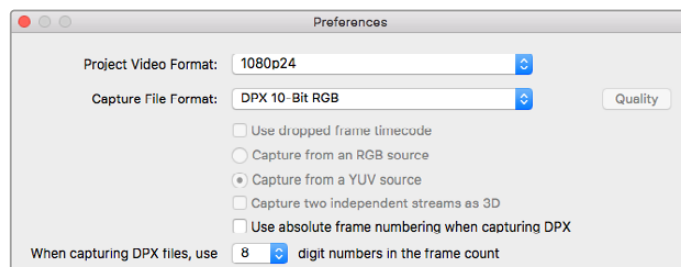 Preferences
Project Video Format: 1080p24
Capture File Format: DPX 10-Bit RGB Quality
Use dropped frame timecode
Capture from an RGB source
Capture from a YUV source
Capture two independent streams as 3D
Use absolute frame numbering when capturing DPX
When capturing DPX files, use 8 digit numbers in the frame count